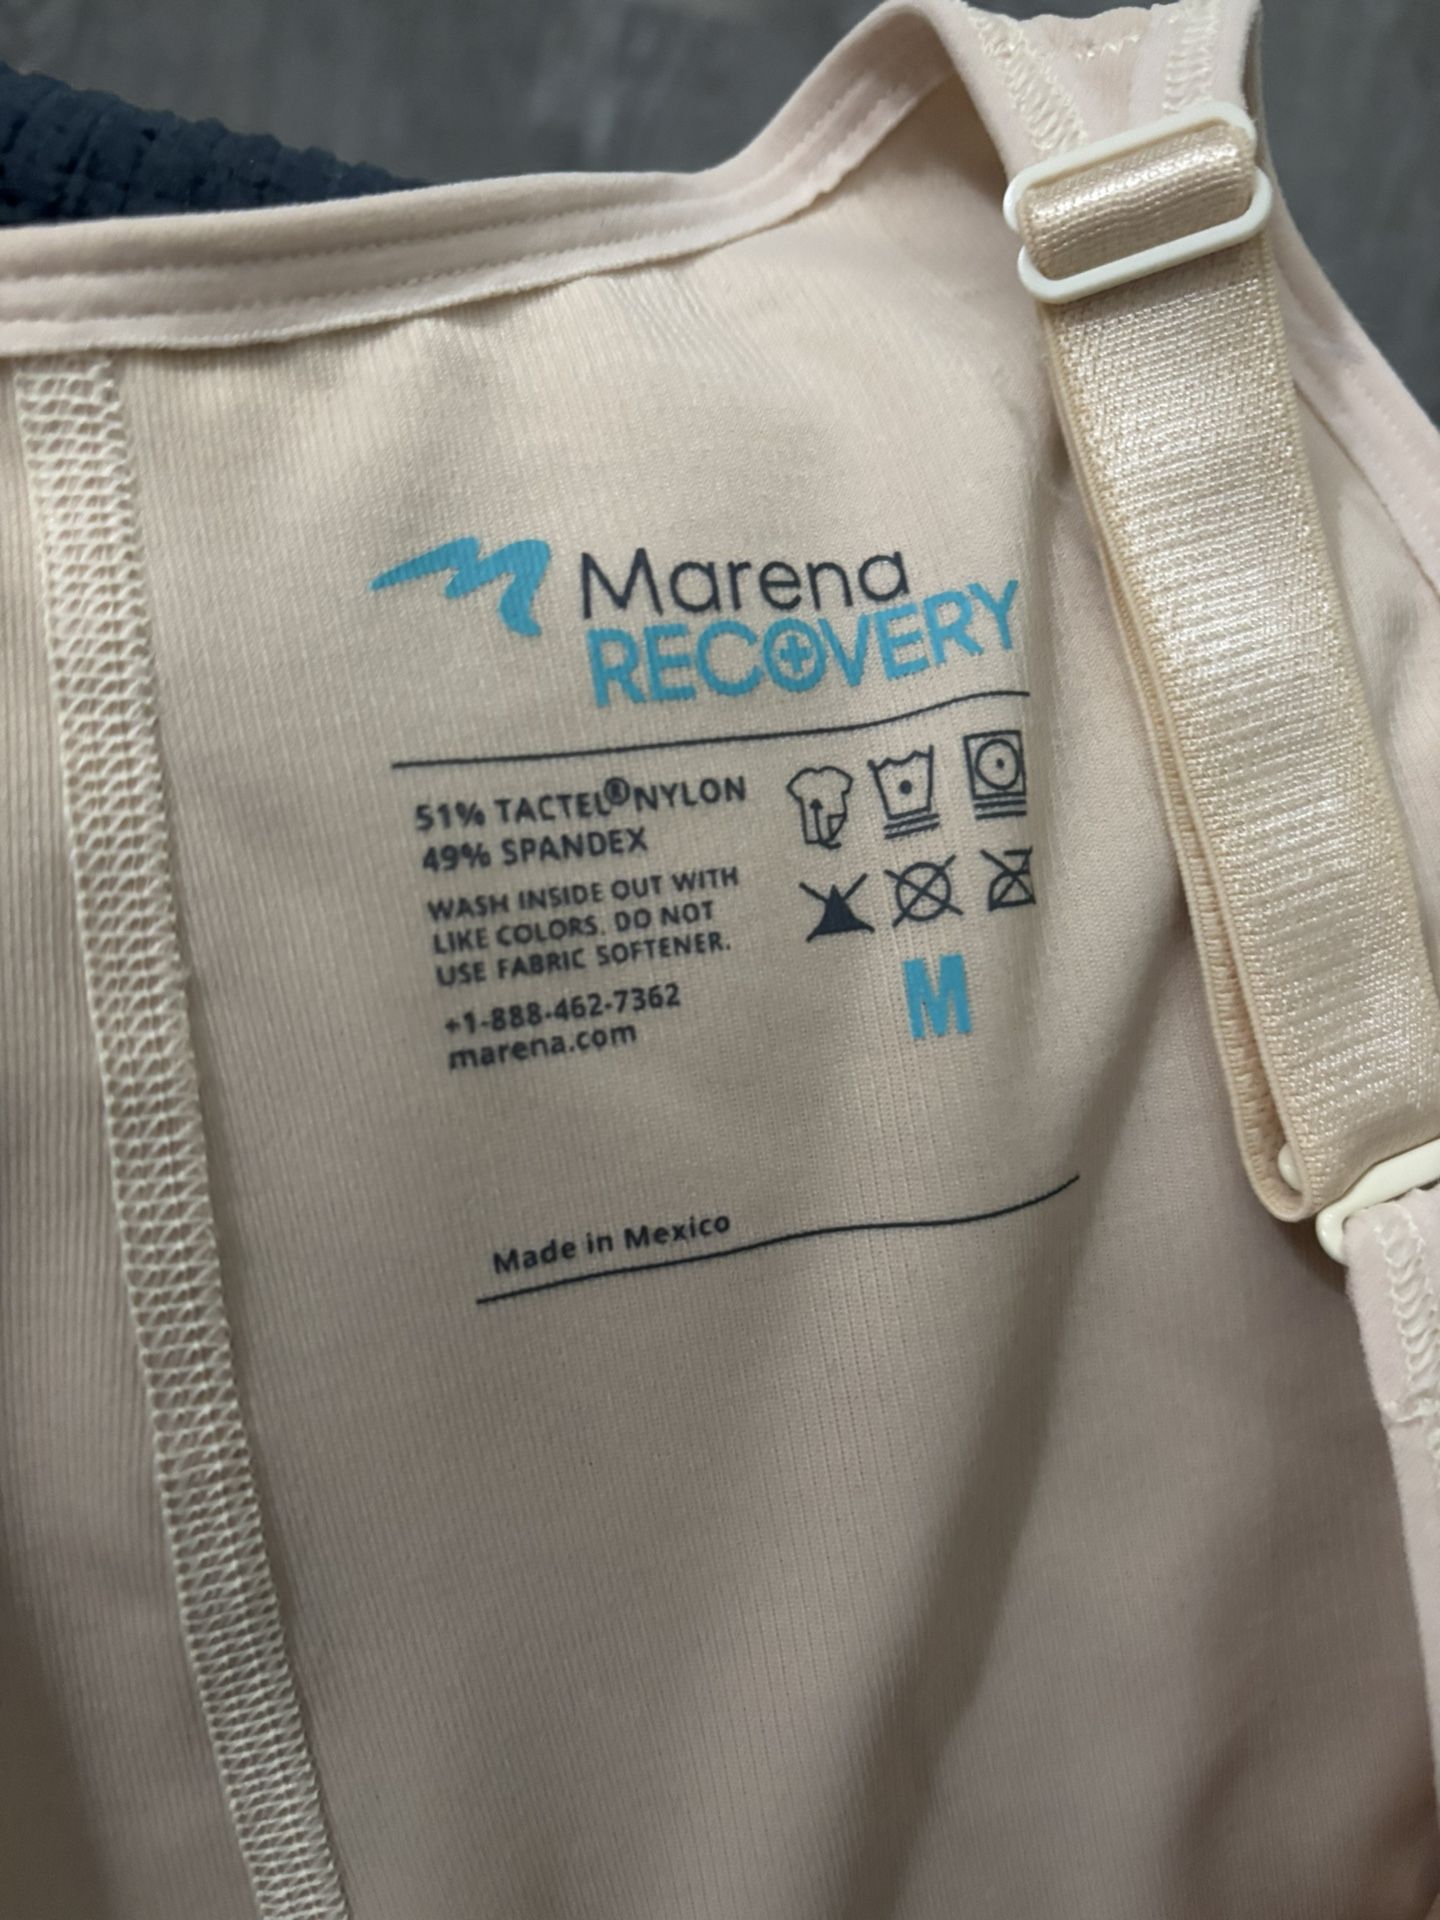 Marena
RECOVERY
51% TACTEL®NYLON
49% SPANDEX
WASH INSIDE OUT WITH
LIKE COLORS. DO NOT
USE FABRIC SOFTENER.
+1-888-462-7362
marena.com
M
Made in Mexico